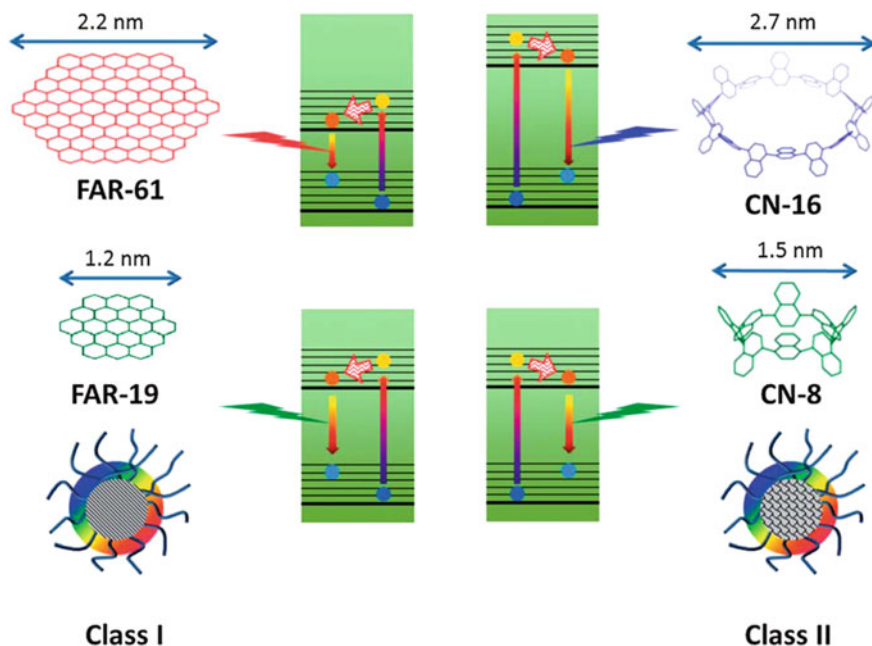 2.2 nm
2.7 nm
FAR-61
CN-16
1.2 nm
1.5 nm
FAR-19
CN-8
Class I
Class II